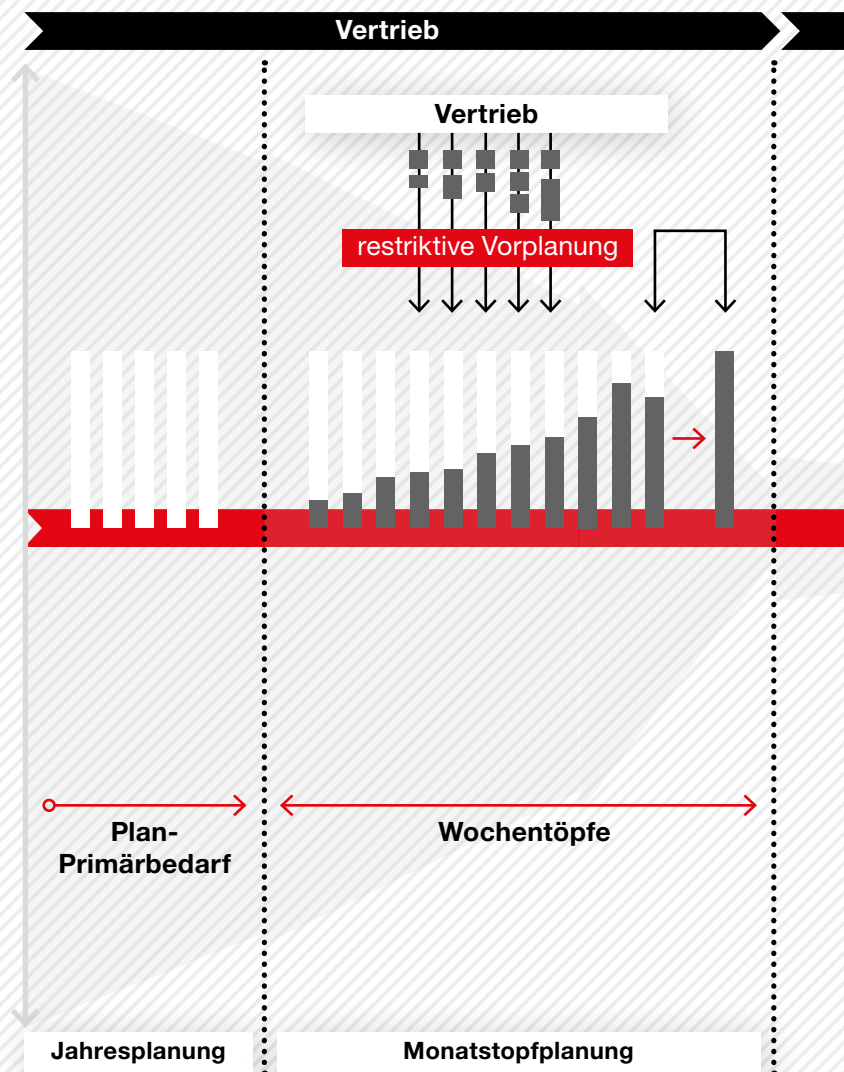 Vertrieb
Vertrieb
restriktive Vorplanung
Plan-
Primärbedarf
Wochentöpfe
Jahresplanung
Monatstopfplanung